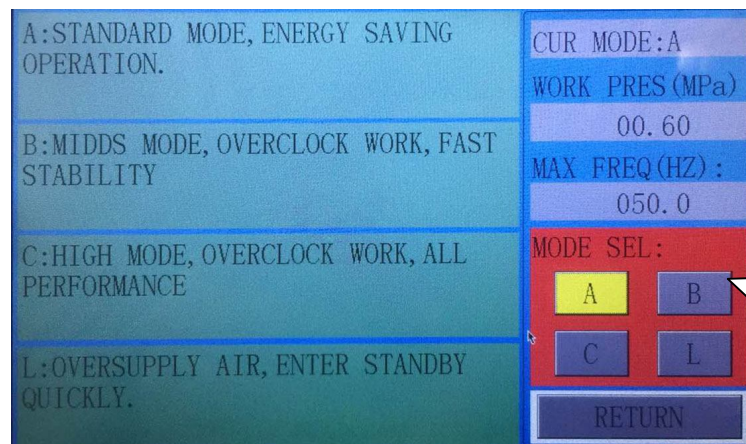 A:STANDARD MODE,ENERGY SAVING
OPERATION.
B:MIDDS MODE,OVERCLOCK WORK,FAST
STABILITY
C:HIGH MODE,OVERCLOCK WORK,ALL
PERFORMANCE
L:OVERSUPPLY AIR,ENTER STANDBY
QUICKLY.
CUR MODE:A
WORK PRES(MPa)
00.60
MAX FREQ(HZ):
050.0
MODE SEL:
A B
C L
RETURN